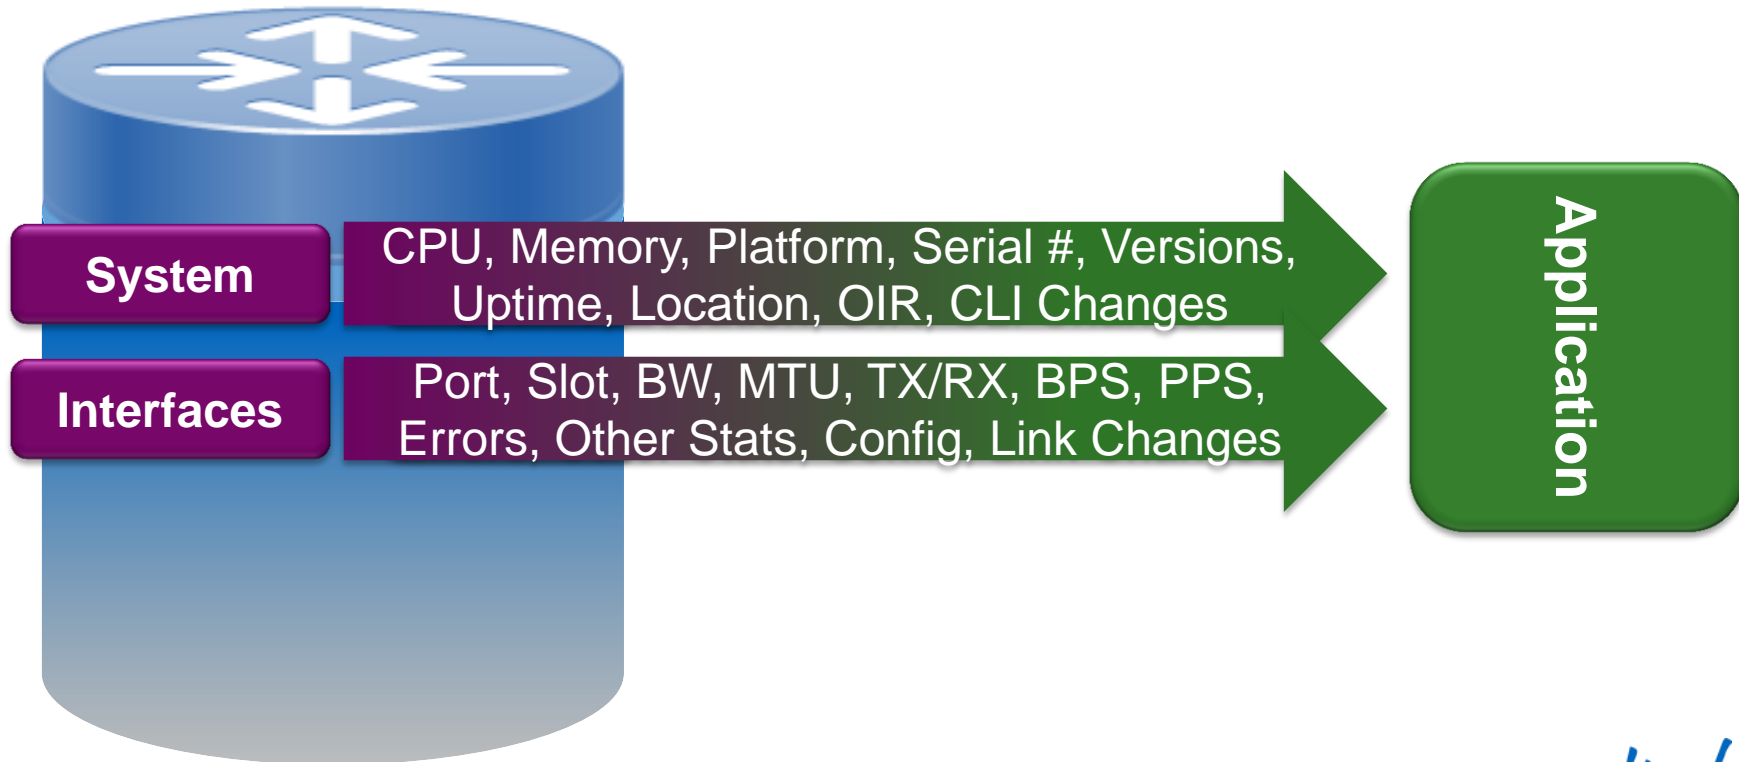 System
CPU, Memory, Platform, Serial #, Versions,
Uptime, Location, OIR, CLI Changes
Interfaces
Port, Slot, BW, MTU, TX/RX, BPS, PPS,
Errors, Other Stats, Config, Link Changes
Application